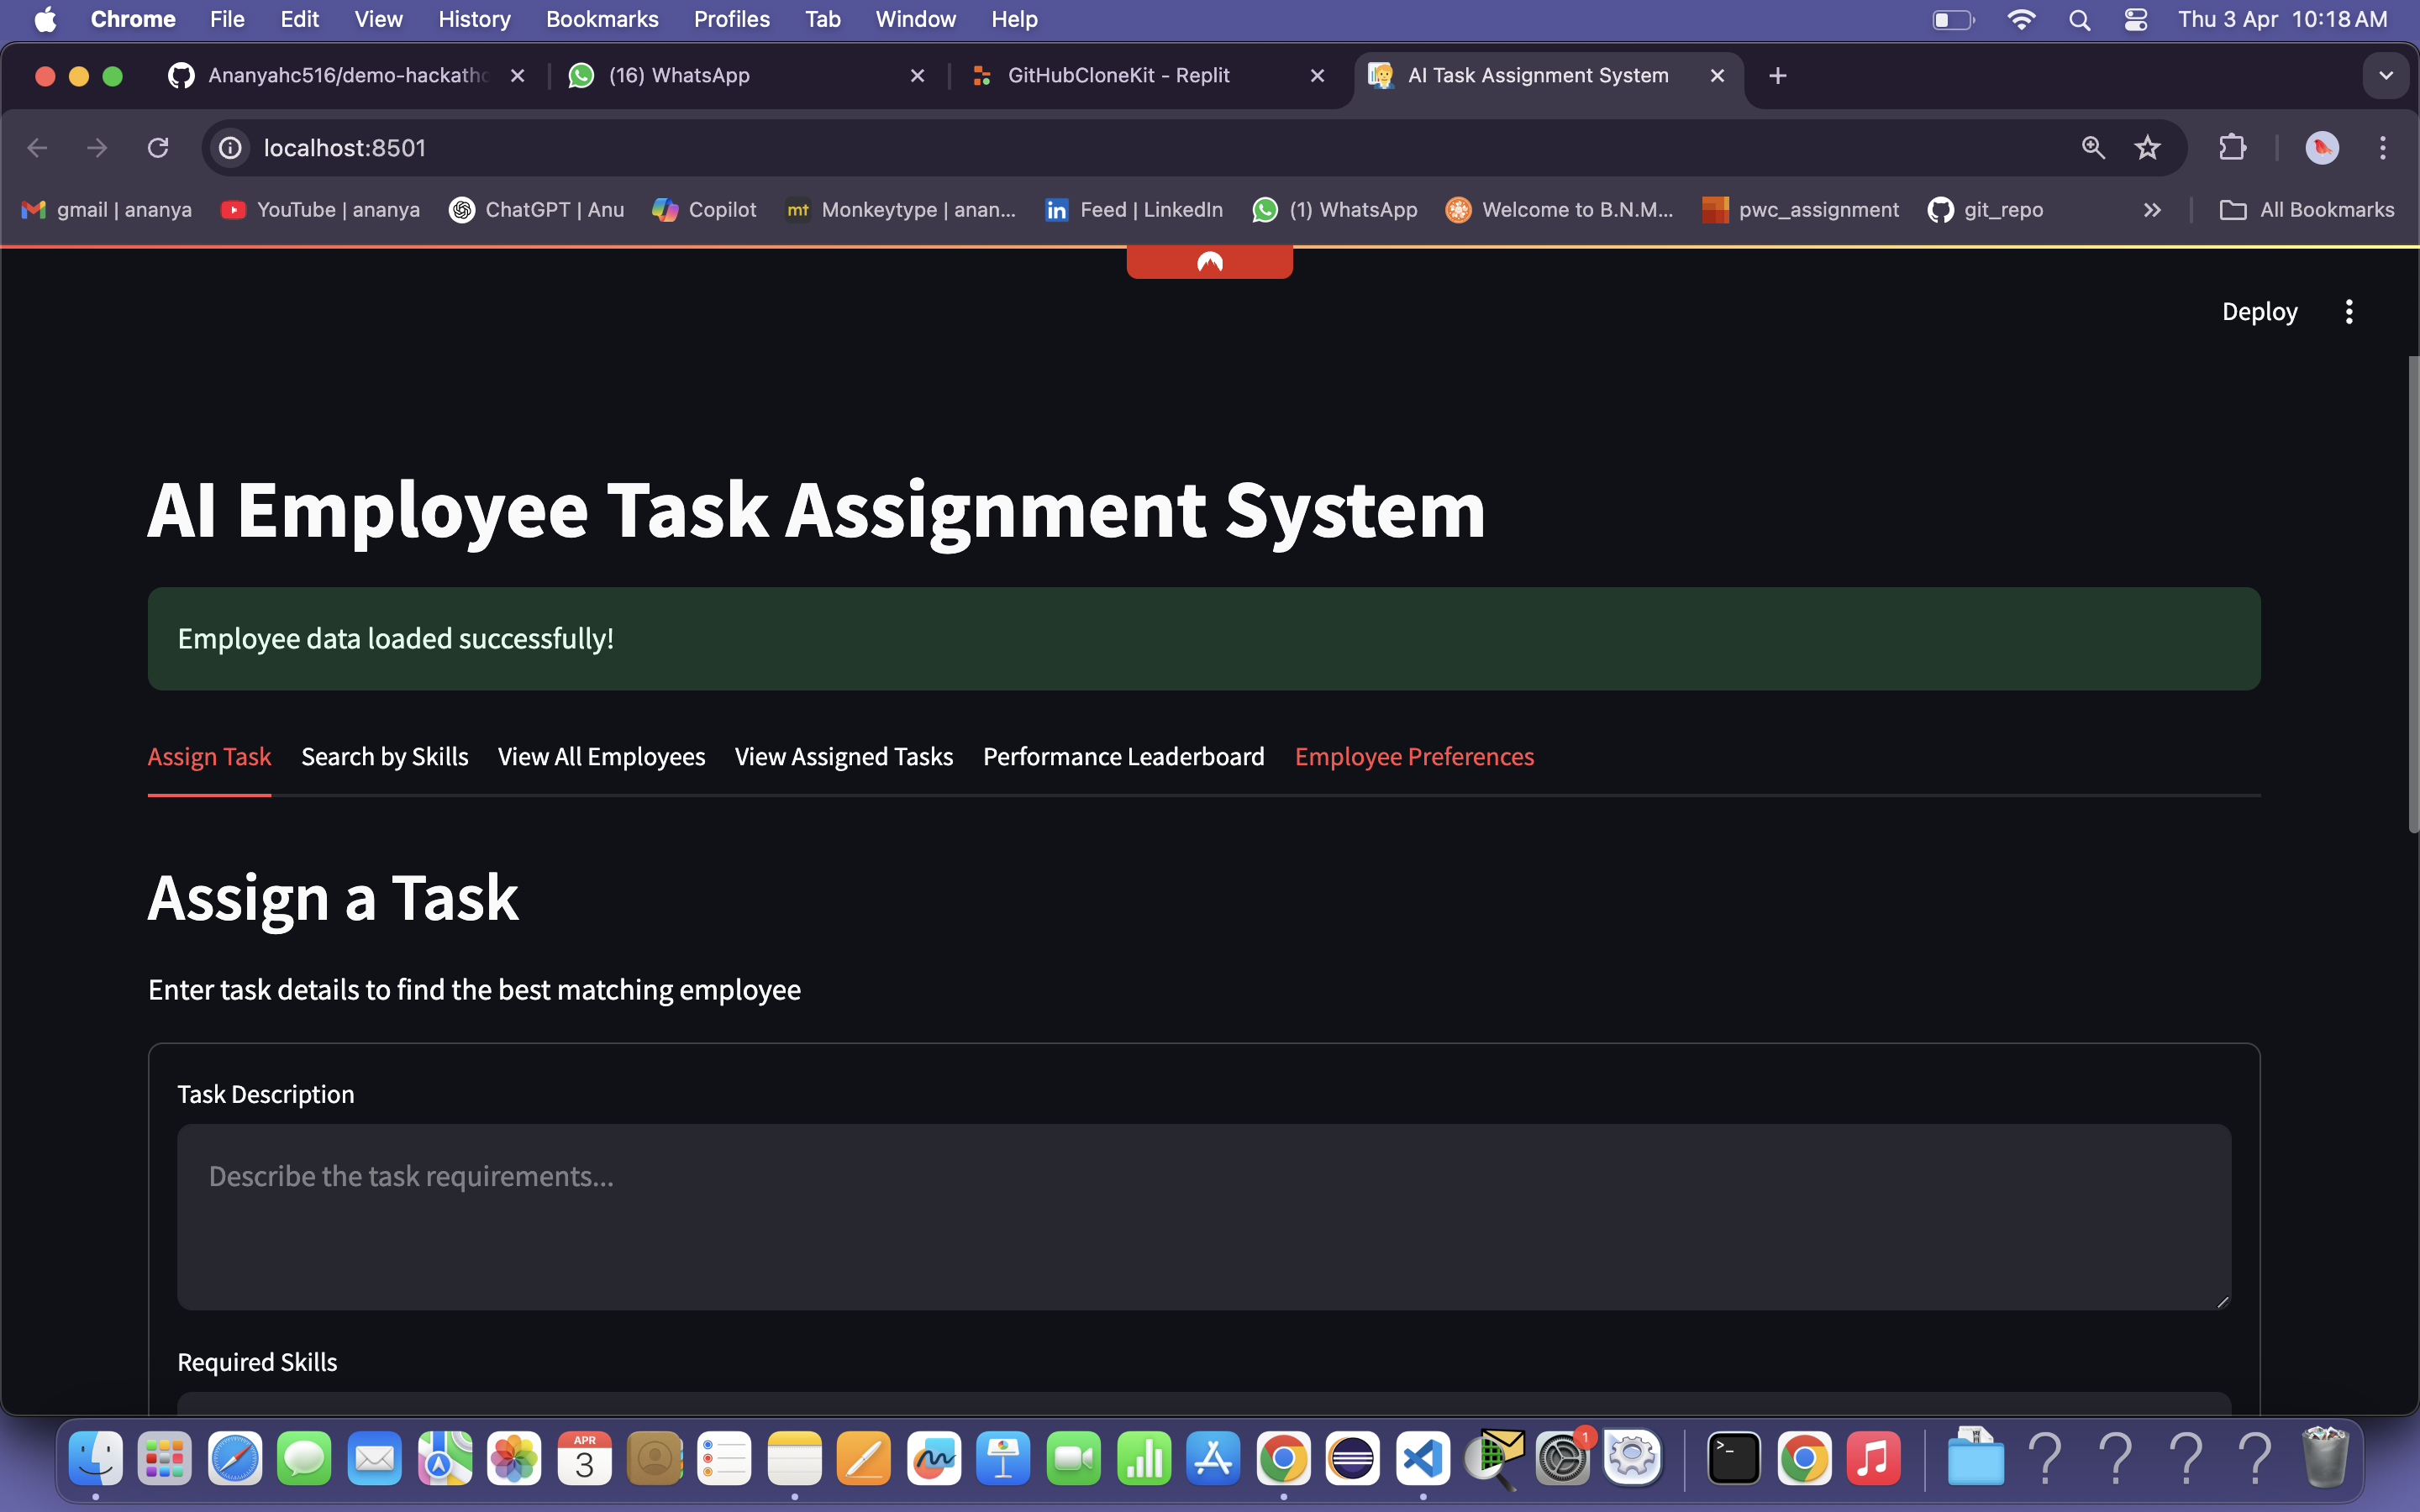 Chrome File Edit View History Bookmarks Profiles Tab Window Help Thu 3 Apr 10:18 AM
Ananyahc516/demo-hackatho (16) WhatsApp GitHubCloneKit - Replit AI Task Assignment System
localhost:8501
gmail | ananya YouTube | ananya ChatGPT | Anu Copilot mt Monkeytype | anan... Feed | LinkedIn (1) WhatsApp Welcome to B.N.M... pwc_assignment git_repo All Bookmarks
Deploy
AI Employee Task Assignment System
Employee data loaded successfully!
Assign Task Search by Skills View All Employees View Assigned Tasks Performance Leaderboard Employee Preferences
Assign a Task
Enter task details to find the best matching employee
Task Description
Describe the task requirements...
Required Skills
APR
3
1